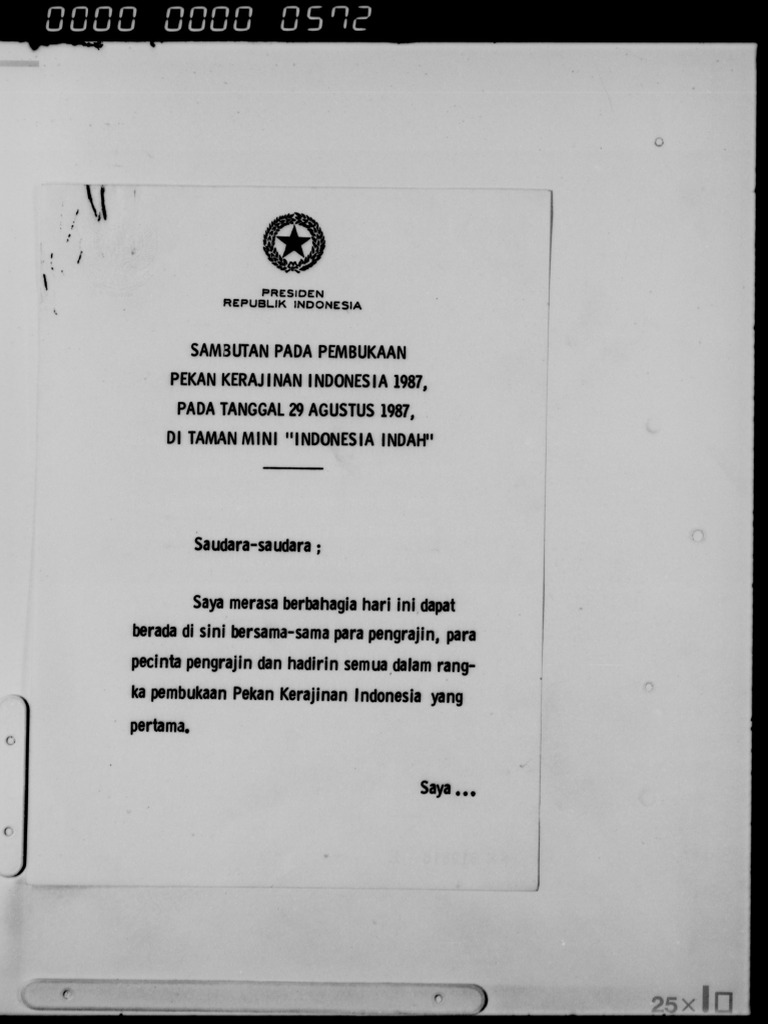 0000 0000 0572
PRESIDEN
REPUBLIK INDONESIA
SAMBUTAN PADA PEMBUKAAN
PEKAN KERAJINAN INDONESIA 1987,
PADA TANGGAL 29 AGUSTUS 1987,
DI TAMAN MINI "INDONESIA INDAH"
Saudara-saudara ;
Saya merasa berbahagia hari ini dapat
berada di sini bersama-sama para pengrajin, para
pecinta pengrajin dan hadirin semua dalam rang-
ka pembukaan Pekan Kerajinan Indonesia yang
pertama.
Saya ...
25×